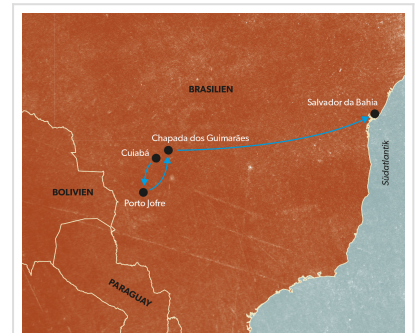 BRASILIEN
Salvador da Bahia
Chapada dos Guimarães
Cuiabá
Südatlantik
BOLIVIEN
Porto Jofre
PARAGUAY